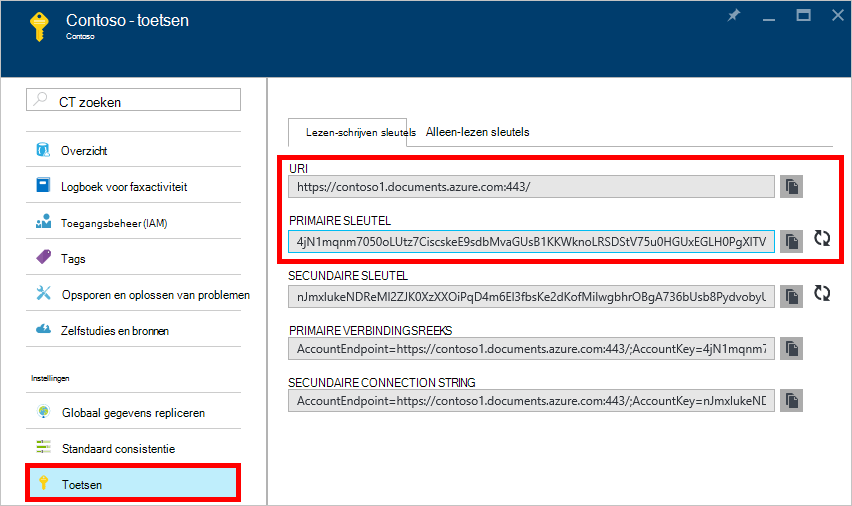 Contoso - toetsen
Contoso
CT zoeken
Overzicht
Logboek voor faxactiviteit
Toegangsbeheer (IAM)
Tags
Opsporen en oplossen van problemen
Zelfstudies en bronnen
Instellingen
Globaal gegevens repliceren
Standaard consistentie
Toetsen
Lezen-schrijven sleutels
Alleen-lezen sleutels
URI
https://contoso1.documents.azure.com:443/
PRIMAIRE SLEUTEL
4jN1mqnm7050oLUtz7CiscskeE9sdbMvaGUsB1KKWknoLRSDStV75u0HGUxEGLH0PgXlTV
SECUNDAIRE SLEUTEL
nJmxlukeNDReMI2ZJK0XzXXOiPqD4m6El3fbsKe2dKofMilwgbhrOBgA736bUsb8Pydvobyl
PRIMAIRE VERBINDINGSREEKS
AccountEndpoint=https://contoso1.documents.azure.com:443/;AccountKey=4jN1mqnm7
SECUNDAIRE CONNECTION STRING
AccountEndpoint=https://contoso1.documents.azure.com:443/;AccountKey=nJmxlukeND